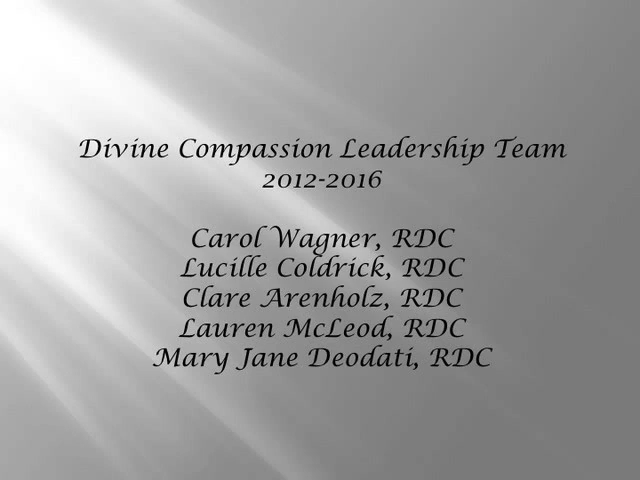 Divine Compassion Leadership Team
2012-2016
Carol Wagner, RDC
Lucille Coldrick, RDC
Clare Arenholz, RDC
Lauren McLeod, RDC
Mary Jane Deodati, RDC